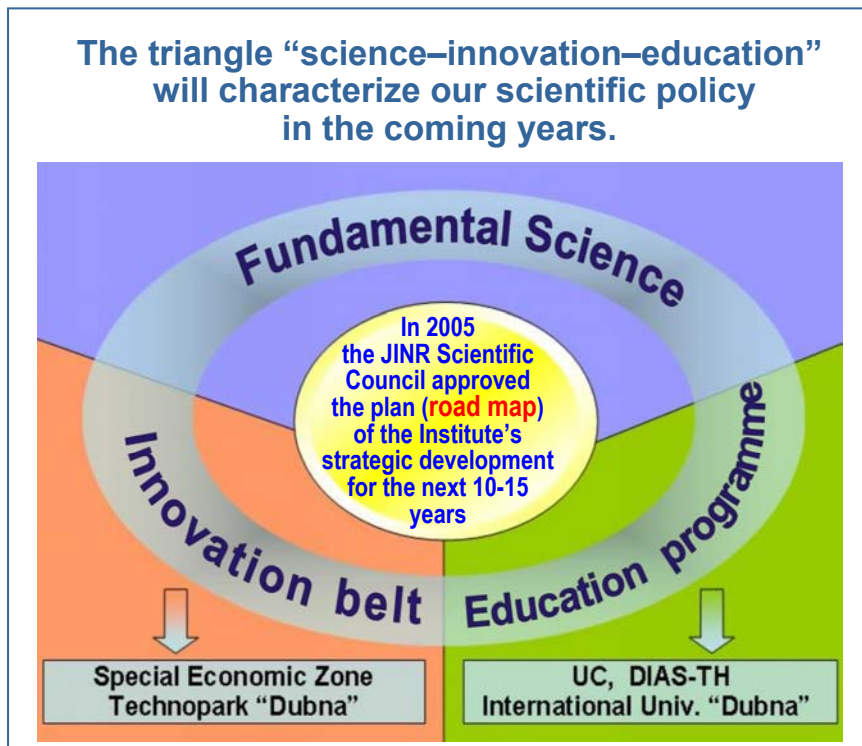 The triangle “science–innovation–education”
will characterize our scientific policy
in the coming years.
Fundamental Science
In 2005
the JINR Scientific
Council approved
the plan (road map)
of the Institute’s
strategic development
for the next 10-15
years
Innovation belt
Education programme
Special Economic Zone
Technopark “Dubna”
UC, DIAS-TH
International Univ. “Dubna”